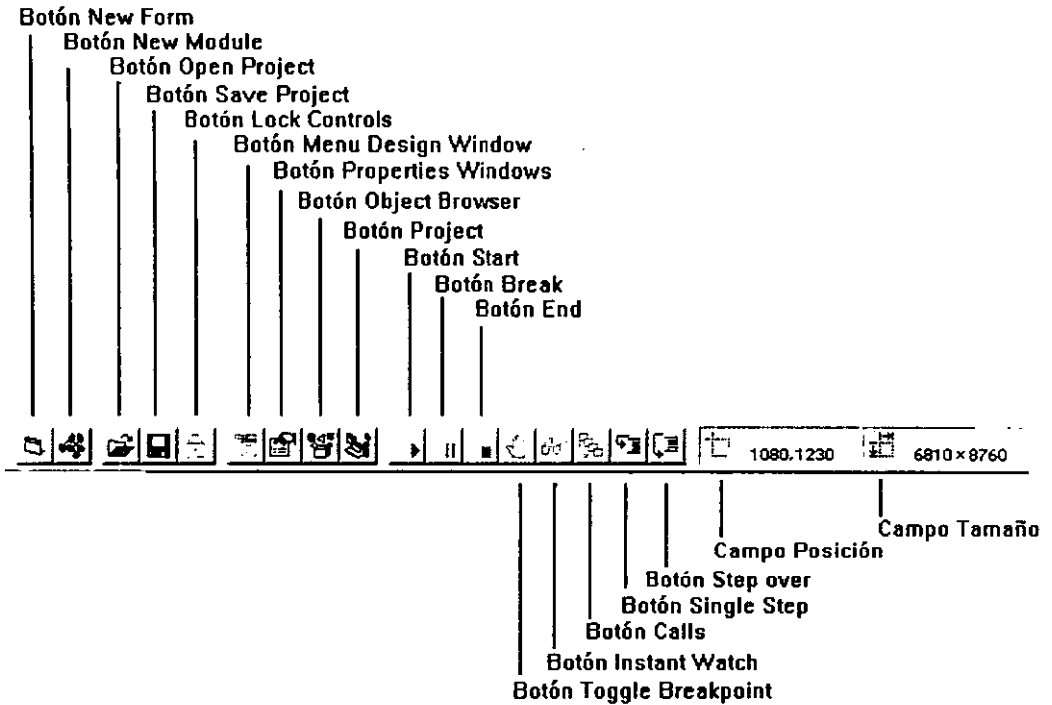 Botón New Form
Botón New Module
Botón Open Project
Botón Save Project
Botón Lock Controls
Botón Menu Design Window
Botón Properties Windows
Botón Object Browser
Botón Project
Botón Start
Botón Break
Botón End
1080,1230
6810×8760
Campo Tamaño
Campo Posición
Botón Step over
Botón Single Step
Botón Calls
Botón Instant Watch
Botón Toggle Breakpoint